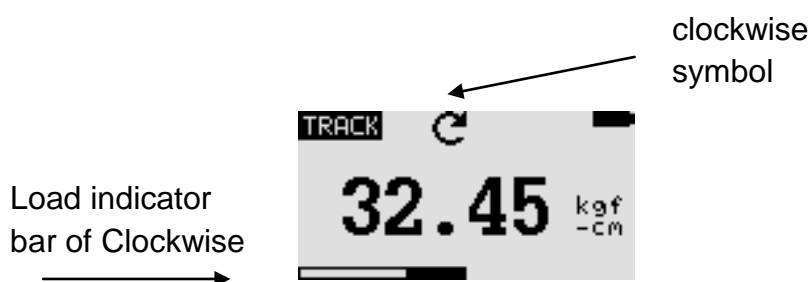 clockwise
symbol
TRACK
32.45 kgf
-cm
Load indicator
bar of Clockwise